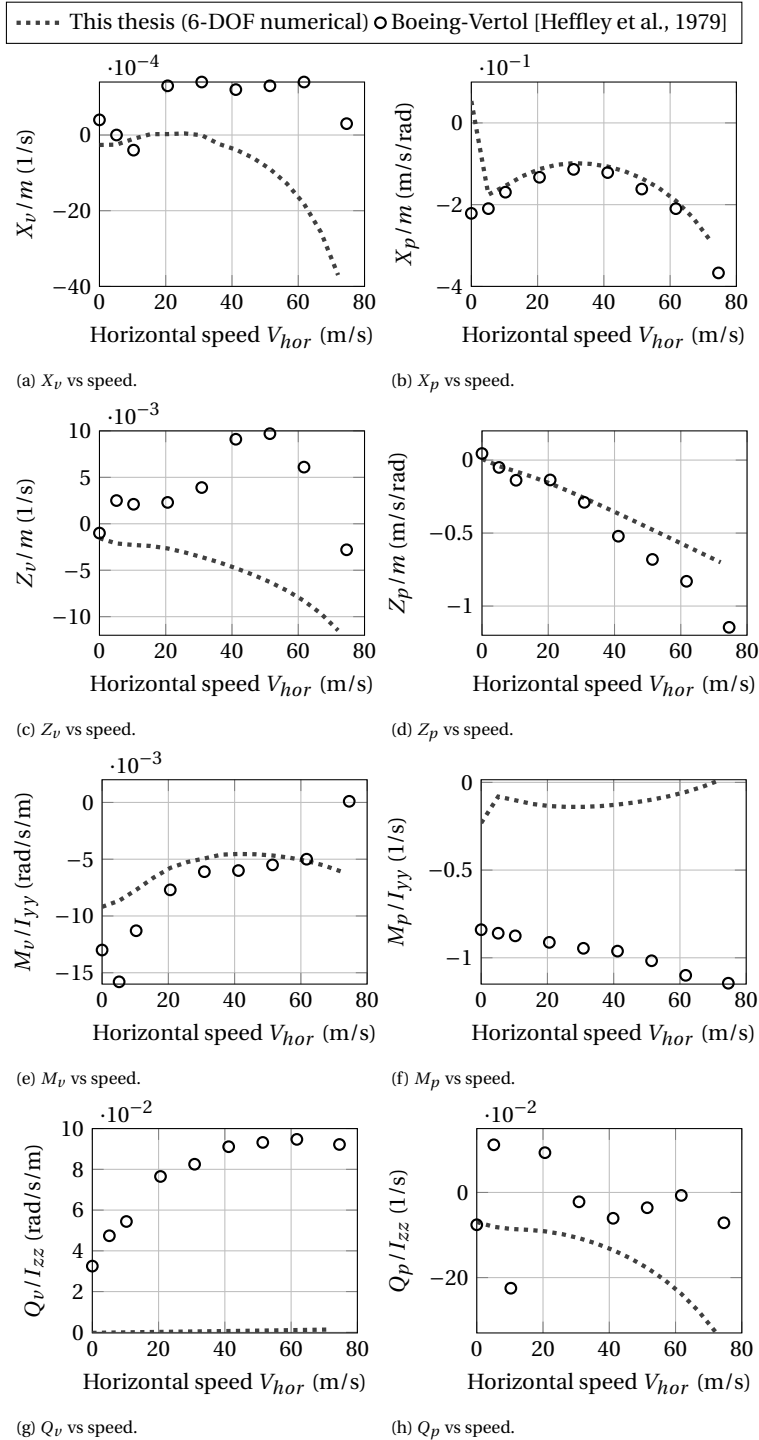 This thesis (6-DOF numerical) Boeing-Vertol [Heffley et al., 1979]
·10⁻⁴
0
−20
−40
0 20 40 60 80
X_v/m (1/s)
Horizontal speed V_hor (m/s)
(a) X_v vs speed.
·10⁻¹
0
−2
−4
0 20 40 60 80
X_p/m (m/s/rad)
Horizontal speed V_hor (m/s)
(b) X_p vs speed.
·10⁻³
10
5
0
−5
−10
0 20 40 60 80
Z_v/m (1/s)
Horizontal speed V_hor (m/s)
(c) Z_v vs speed.
0
−0.5
−1
0 20 40 60 80
Z_p/m (m/s/rad)
Horizontal speed V_hor (m/s)
(d) Z_p vs speed.
·10⁻³
0
−5
−10
−15
0 20 40 60 80
M_v/I_yy (rad/s/m)
Horizontal speed V_hor (m/s)
(e) M_v vs speed.
0
−0.5
−1
0 20 40 60 80
M_p/I_yy (1/s)
Horizontal speed V_hor (m/s)
(f) M_p vs speed.
·10⁻²
10
8
6
4
2
0
0 20 40 60 80
Q_v/I_zz (rad/s/m)
Horizontal speed V_hor (m/s)
(g) Q_v vs speed.
·10⁻²
0
−20
0 20 40 60 80
Q_p/I_zz (1/s)
Horizontal speed V_hor (m/s)
(h) Q_p vs speed.